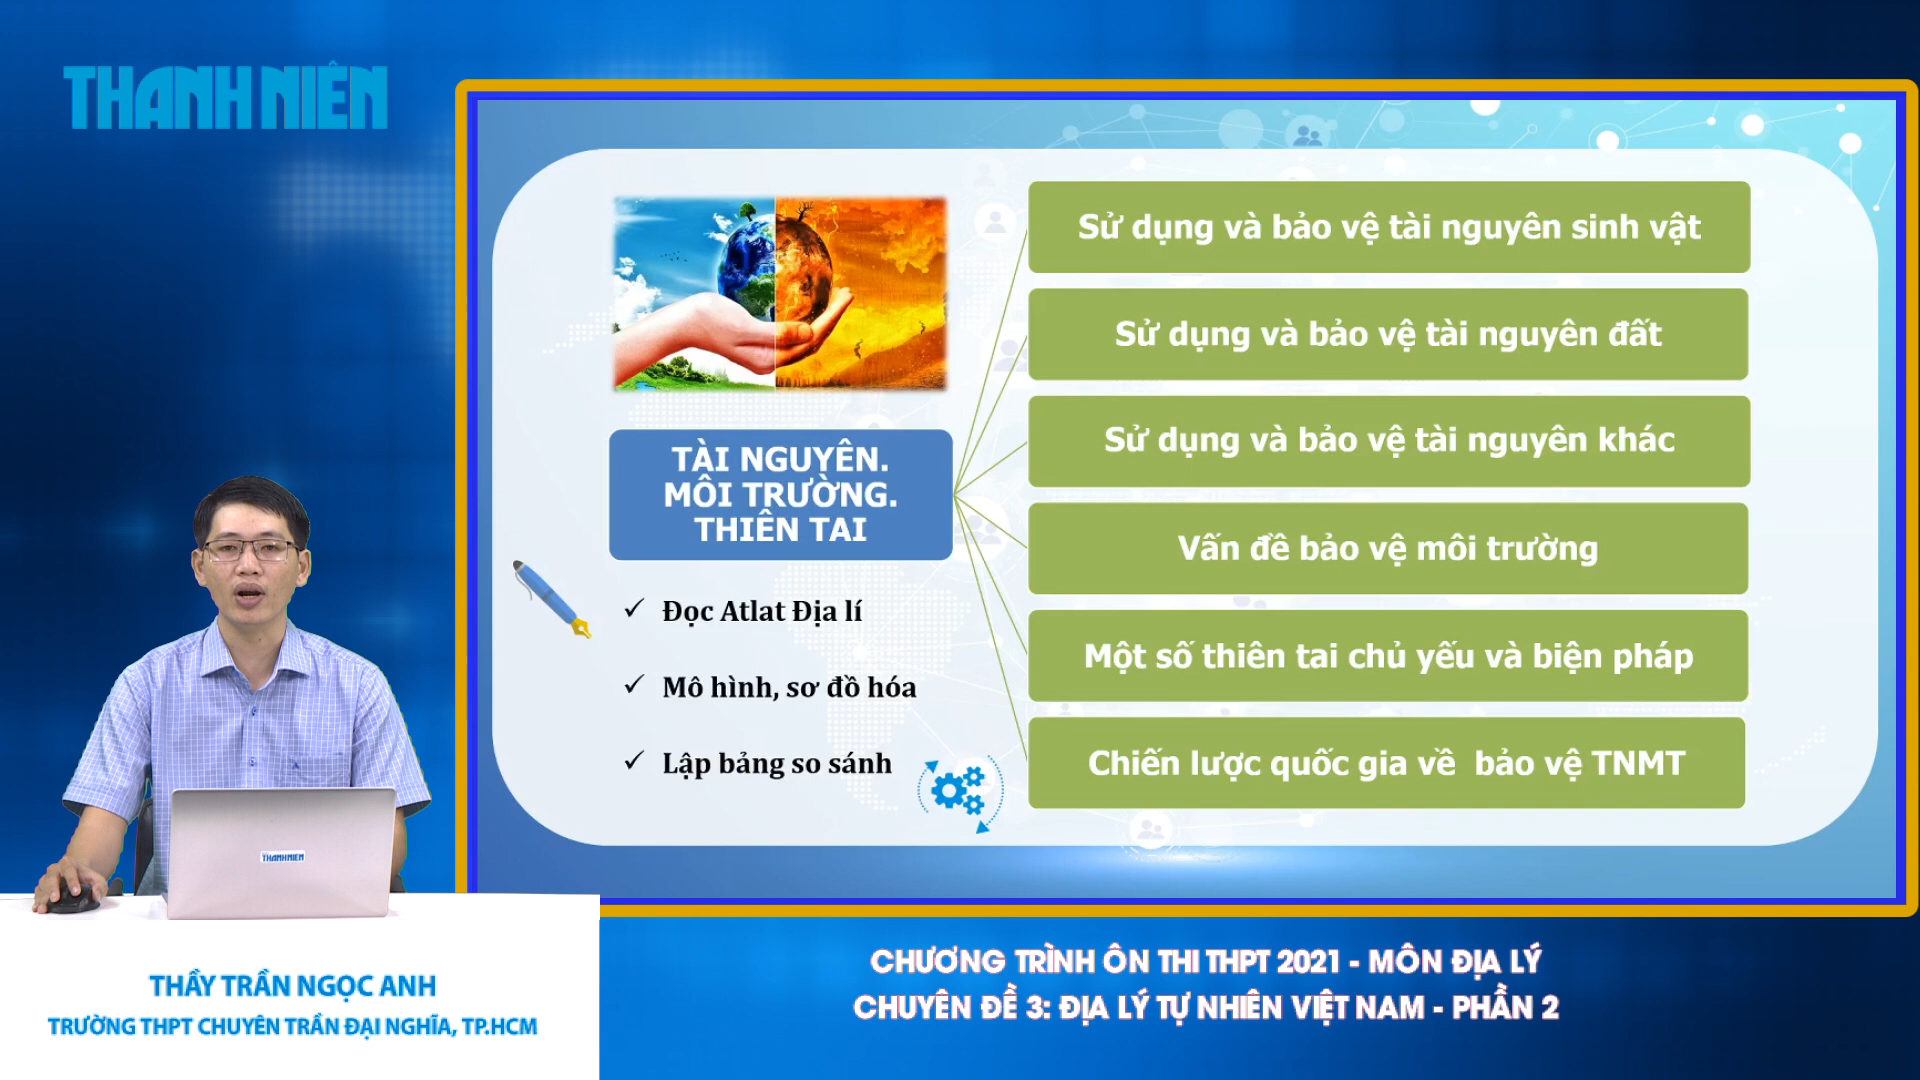 THANH NIÊN
TÀI NGUYÊN.
MÔI TRƯỜNG.
THIÊN TAI
Đọc Atlat Địa lí
Mô hình, sơ đồ hóa
Lập bảng so sánh
Sử dụng và bảo vệ tài nguyên sinh vật
Sử dụng và bảo vệ tài nguyên đất
Sử dụng và bảo vệ tài nguyên khác
Vấn đề bảo vệ môi trường
Một số thiên tai chủ yếu và biện pháp
Chiến lược quốc gia về bảo vệ TNMT
THANH NIÊN
THẦY TRẦN NGỌC ANH
TRƯỜNG THPT CHUYÊN TRẦN ĐẠI NGHĨA, TP.HCM
CHƯƠNG TRÌNH ÔN THI THPT 2021 - MÔN ĐỊA LÝ
CHUYÊN ĐỀ 3: ĐỊA LÝ TỰ NHIÊN VIỆT NAM - PHẦN 2